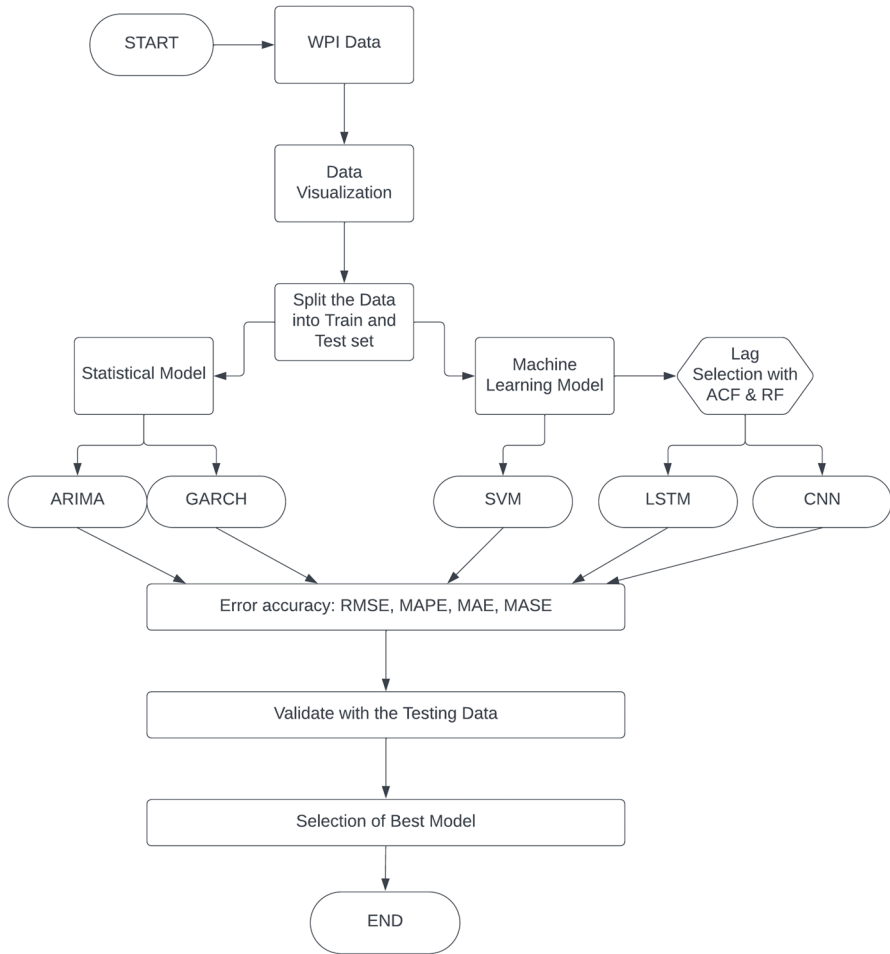 START
WPI Data
Data
Visualization
Split the Data
into Train and
Test set
Statistical Model
Machine
Learning Model
Lag
Selection with
ACF & RF
ARIMA
GARCH
SVM
LSTM
CNN
Error accuracy: RMSE, MAPE, MAE, MASE
Validate with the Testing Data
Selection of Best Model
END